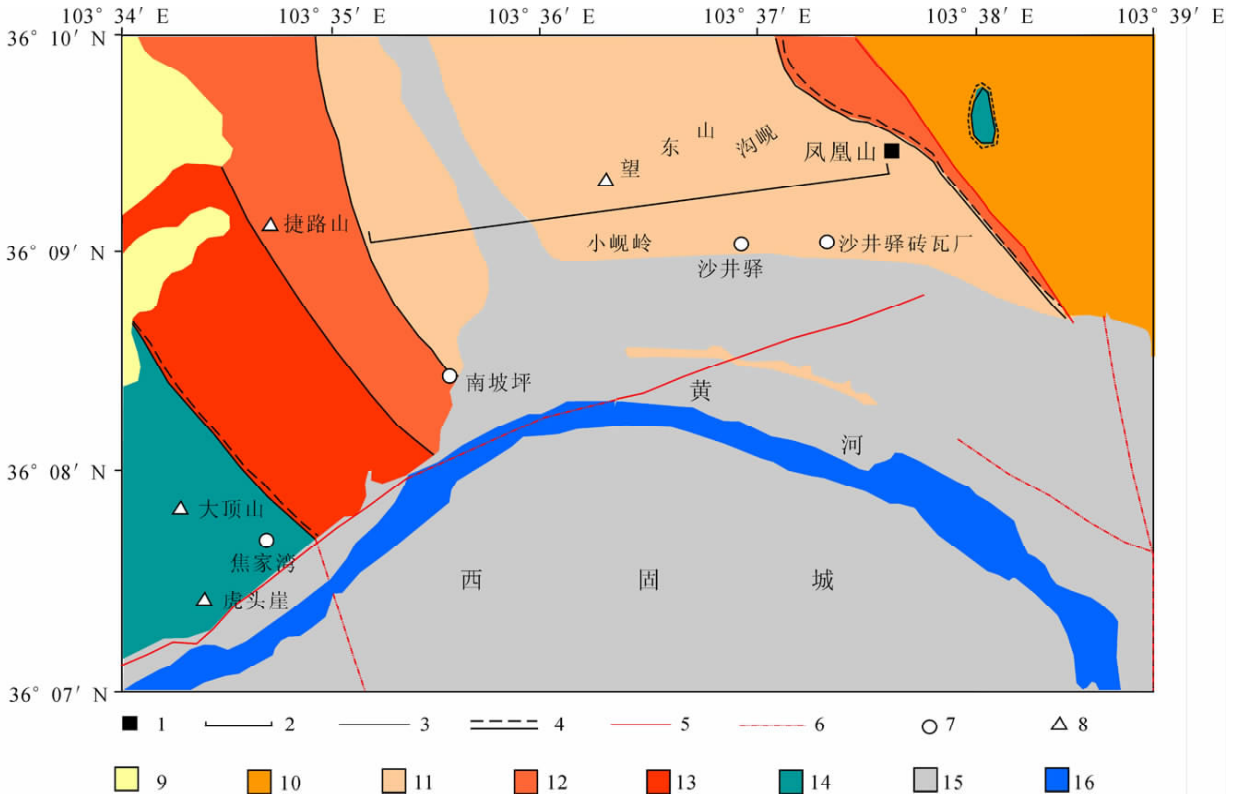 103° 34′ E 103° 35′ E 103° 36′ E 103° 37′ E 103° 38′ E 103° 39′ E
36° 10′ N
望东山沟岘
凤凰山
捷路山
36° 09′ N
小岘岭
沙井驿
沙井驿砖瓦厂
南坡坪
黄河
36° 08′ N
大顶山
焦家湾
虎头崖
西固城
36° 07′ N
1 2 3 4 5 6 7 8
9 10 11 12 13 14 15 16